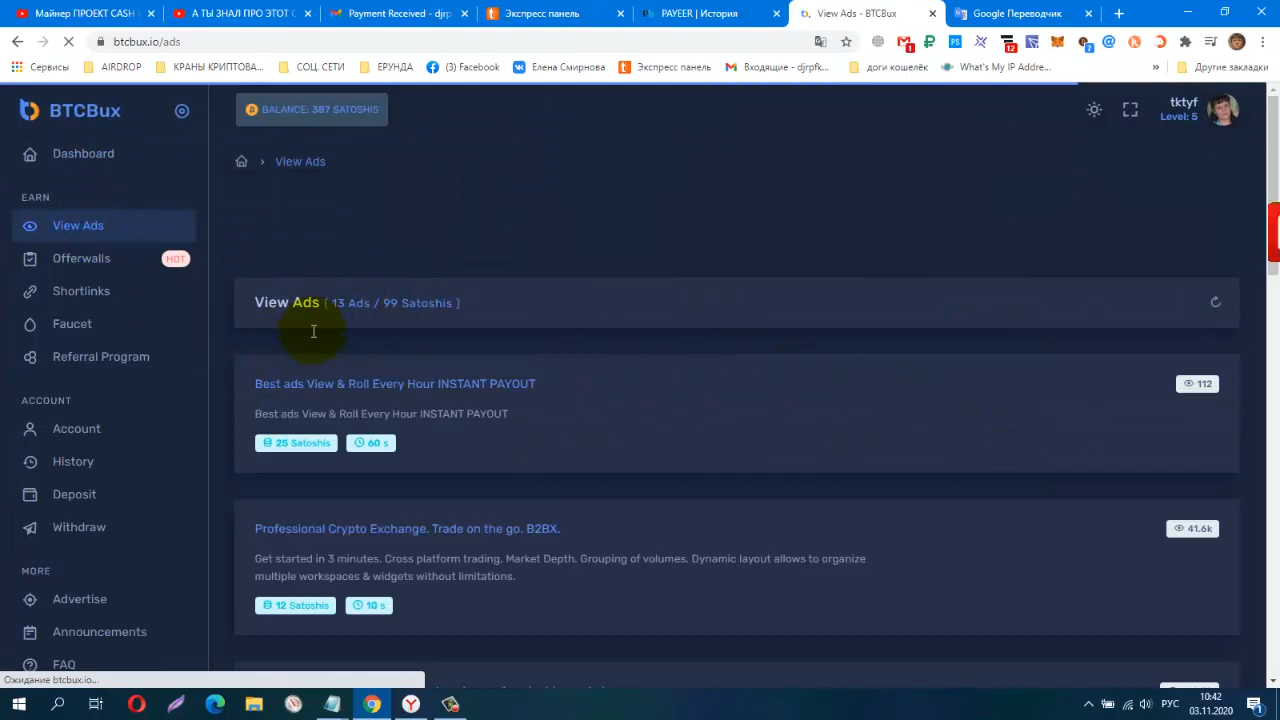 Майнер ПРОЕКТ CASH
А ТЫ ЗНАЛ ПРО ЭТОТ С
Payment Received - djrp
Экспресс панель
PAYEER | История
View Ads - BTCBux
Google Переводчик
btcbux.io/ads
1
12
7
Сервисы
AIRDROP
КРАНЫ КРИПТОВА...
СОЦ. СЕТИ
ЕРУНДА
(3) Facebook
Елена Смирнова
Экспресс панель
Входящие - djrpfk...
доги кошелёк
What's My IP Addre...
»
Другие закладки
BTCBux
BALANCE: 387 SATOSHIS
tktyf
Level: 5
Dashboard
› View Ads
EARN
View Ads
Offerwalls
HOT
Shortlinks
View Ads ( 13 Ads / 99 Satoshis )
Faucet
Referral Program
Best ads View & Roll Every Hour INSTANT PAYOUT
112
ACCOUNT
Best ads View & Roll Every Hour INSTANT PAYOUT
Account
25 Satoshis
60 s
History
Deposit
Withdraw
Professional Crypto Exchange. Trade on the go. B2BX.
41.6k
Get started in 3 minutes. Cross platform trading. Market Depth. Grouping of volumes. Dynamic layout allows to organize
multiple workspaces & widgets without limitations.
MORE
Advertise
12 Satoshis
10 s
Announcements
FAQ
Ожидание btcbux.io...
РУС
10:42
03.11.2020
1